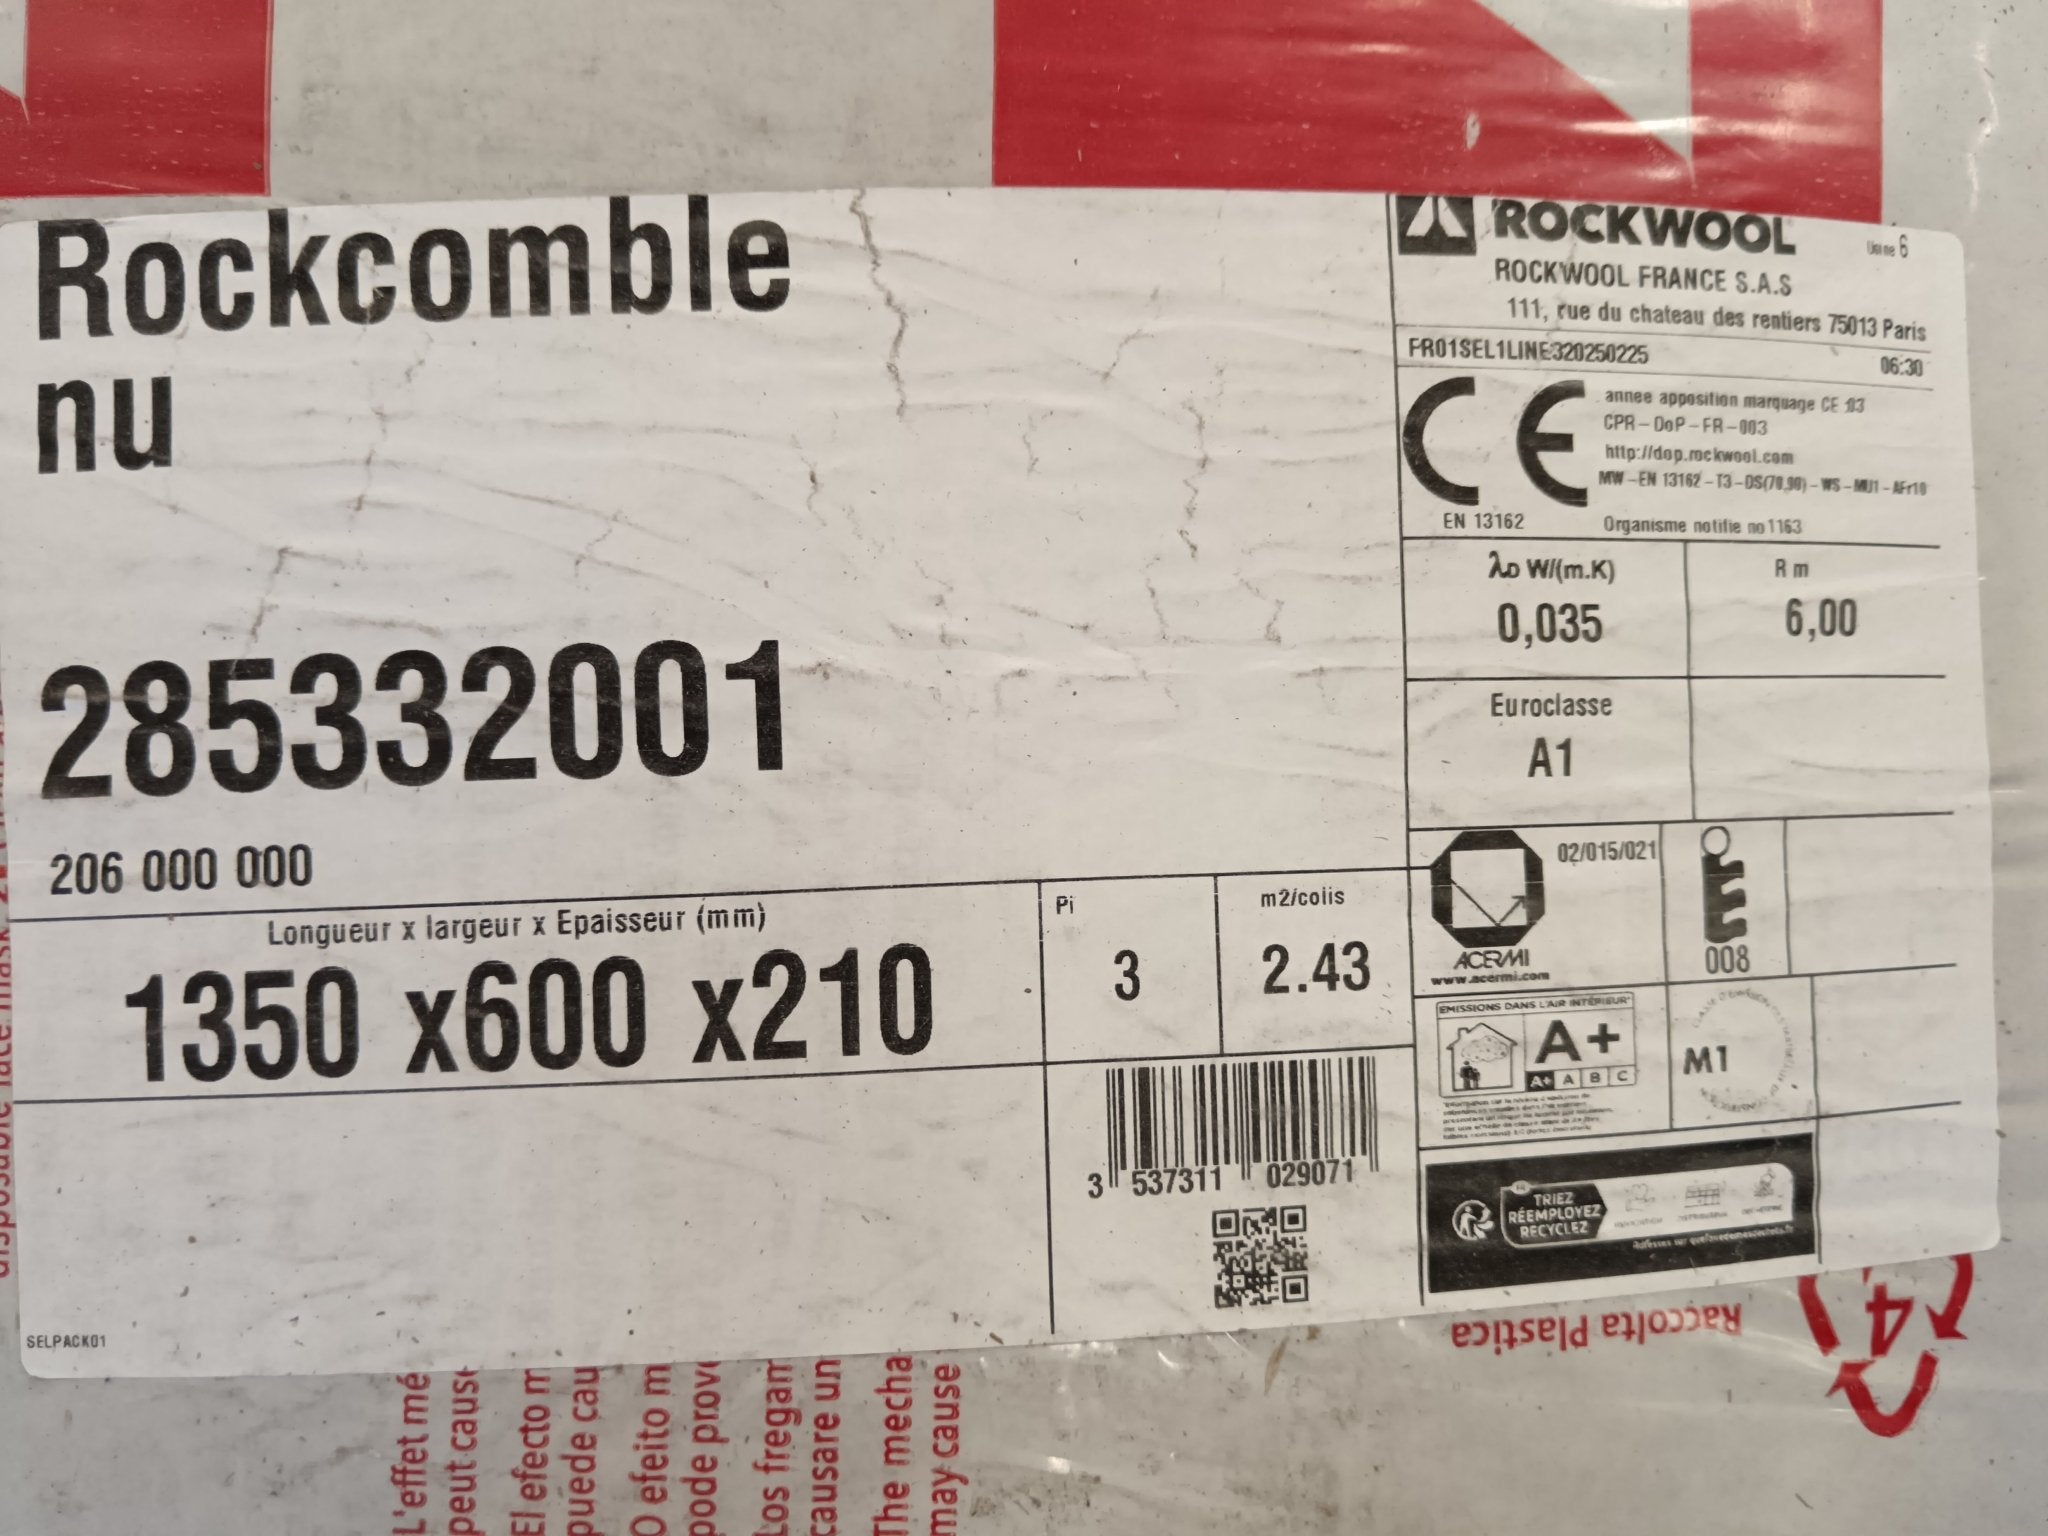 Rockcomble
nu
285332001
206 000 000
Longueur x largeur x Epaisseur (mm)
1350 x600 x210
Pi
3
m2/colis
2.43
3 537311 029071
SELPACK01
ROCKWOOL
Usine 6
ROCKWOOL FRANCE S.A.S
111, rue du chateau des rentiers 75013 Paris
FR01SEL1LINE320250225 06:30
CE
annee apposition marquage CE :03
CPR-DoP-FR-003
http://dop.rockwool.com
MW-EN 13162-T3-DS(70,90)-WS-MU1-AFr10
EN 13162
Organisme notifie no1163
λD W/(m.K)
0,035
R m
6,00
Euroclasse
A1
02/015/021
ACERMI
www.acermi.com
008
ÉMISSIONS DANS L'AIR INTÉRIEUR*
A+
A+ A B C
M1
FR
TRIEZ
RÉEMPLOYEZ
RECYCLEZ
Raccolta Plastica
4
disposable face mask
L'effet mé
peut cause
El efecto m
puede cau
O efeito m
pode prov
Los fregam
causare un
The mecha
may cause